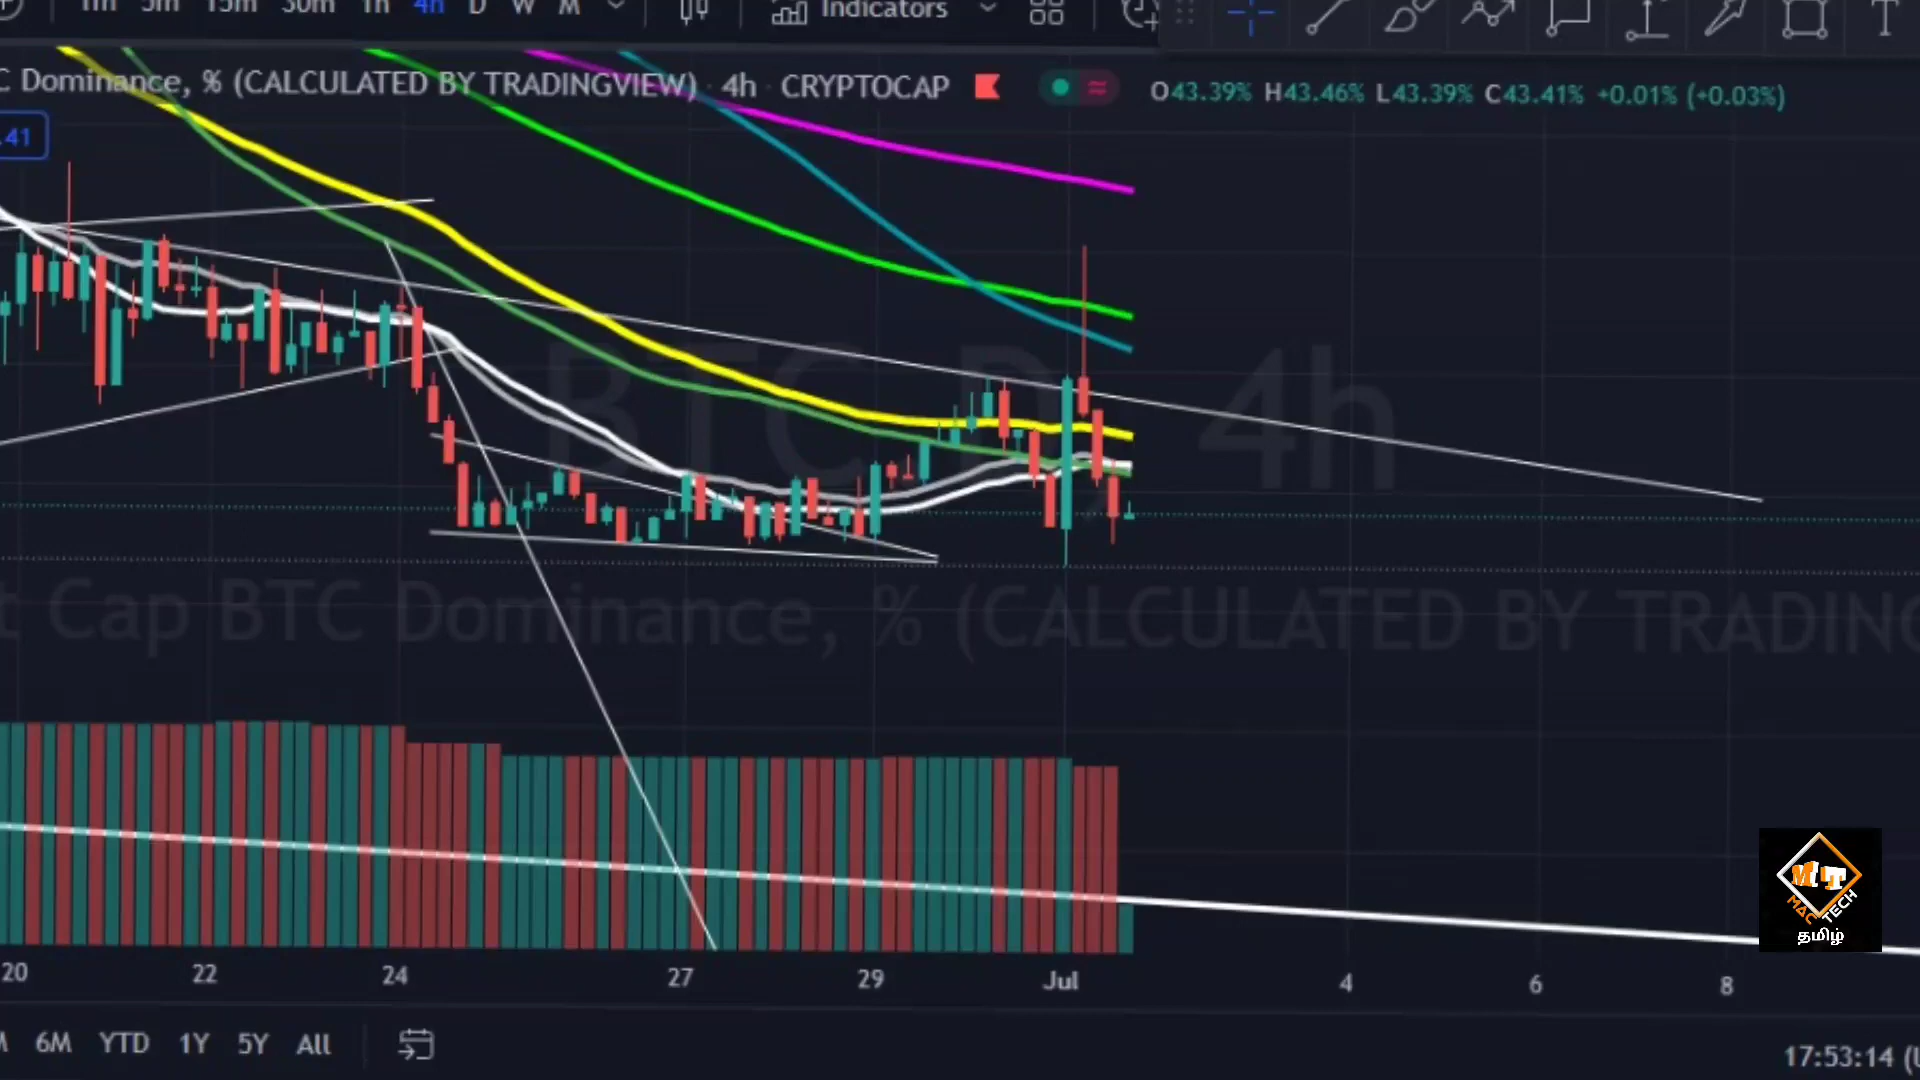 1m 5m 15m 30m 1h 4h D W M Indicators T
C Dominance, % (CALCULATED BY TRADINGVIEW) · 4h · CRYPTOCAP O43.39% H43.46% L43.39% C43.41% +0.01% (+0.03%)
.41
BTC.D, 4h
t Cap BTC Dominance, % (CALCULATED BY TRADING
MLT
MAC TECH
தமிழ்
20 22 24 27 29 Jul 4 6 8
M 6M YTD 1Y 5Y All
17:53:14 (U